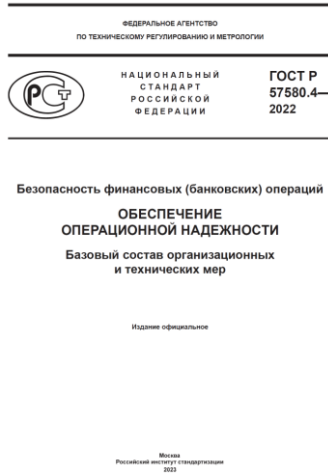 ФЕДЕРАЛЬНОЕ АГЕНТСТВО
ПО ТЕХНИЧЕСКОМУ РЕГУЛИРОВАНИЮ И МЕТРОЛОГИИ
НАЦИОНАЛЬНЫЙ
СТАНДАРТ
РОССИЙСКОЙ
ФЕДЕРАЦИИ
ГОСТ Р
57580.4—
2022
Безопасность финансовых (банковских) операций
ОБЕСПЕЧЕНИЕ
ОПЕРАЦИОННОЙ НАДЕЖНОСТИ
Базовый состав организационных
и технических мер
Издание официальное
Москва
Российский институт стандартизации
2023